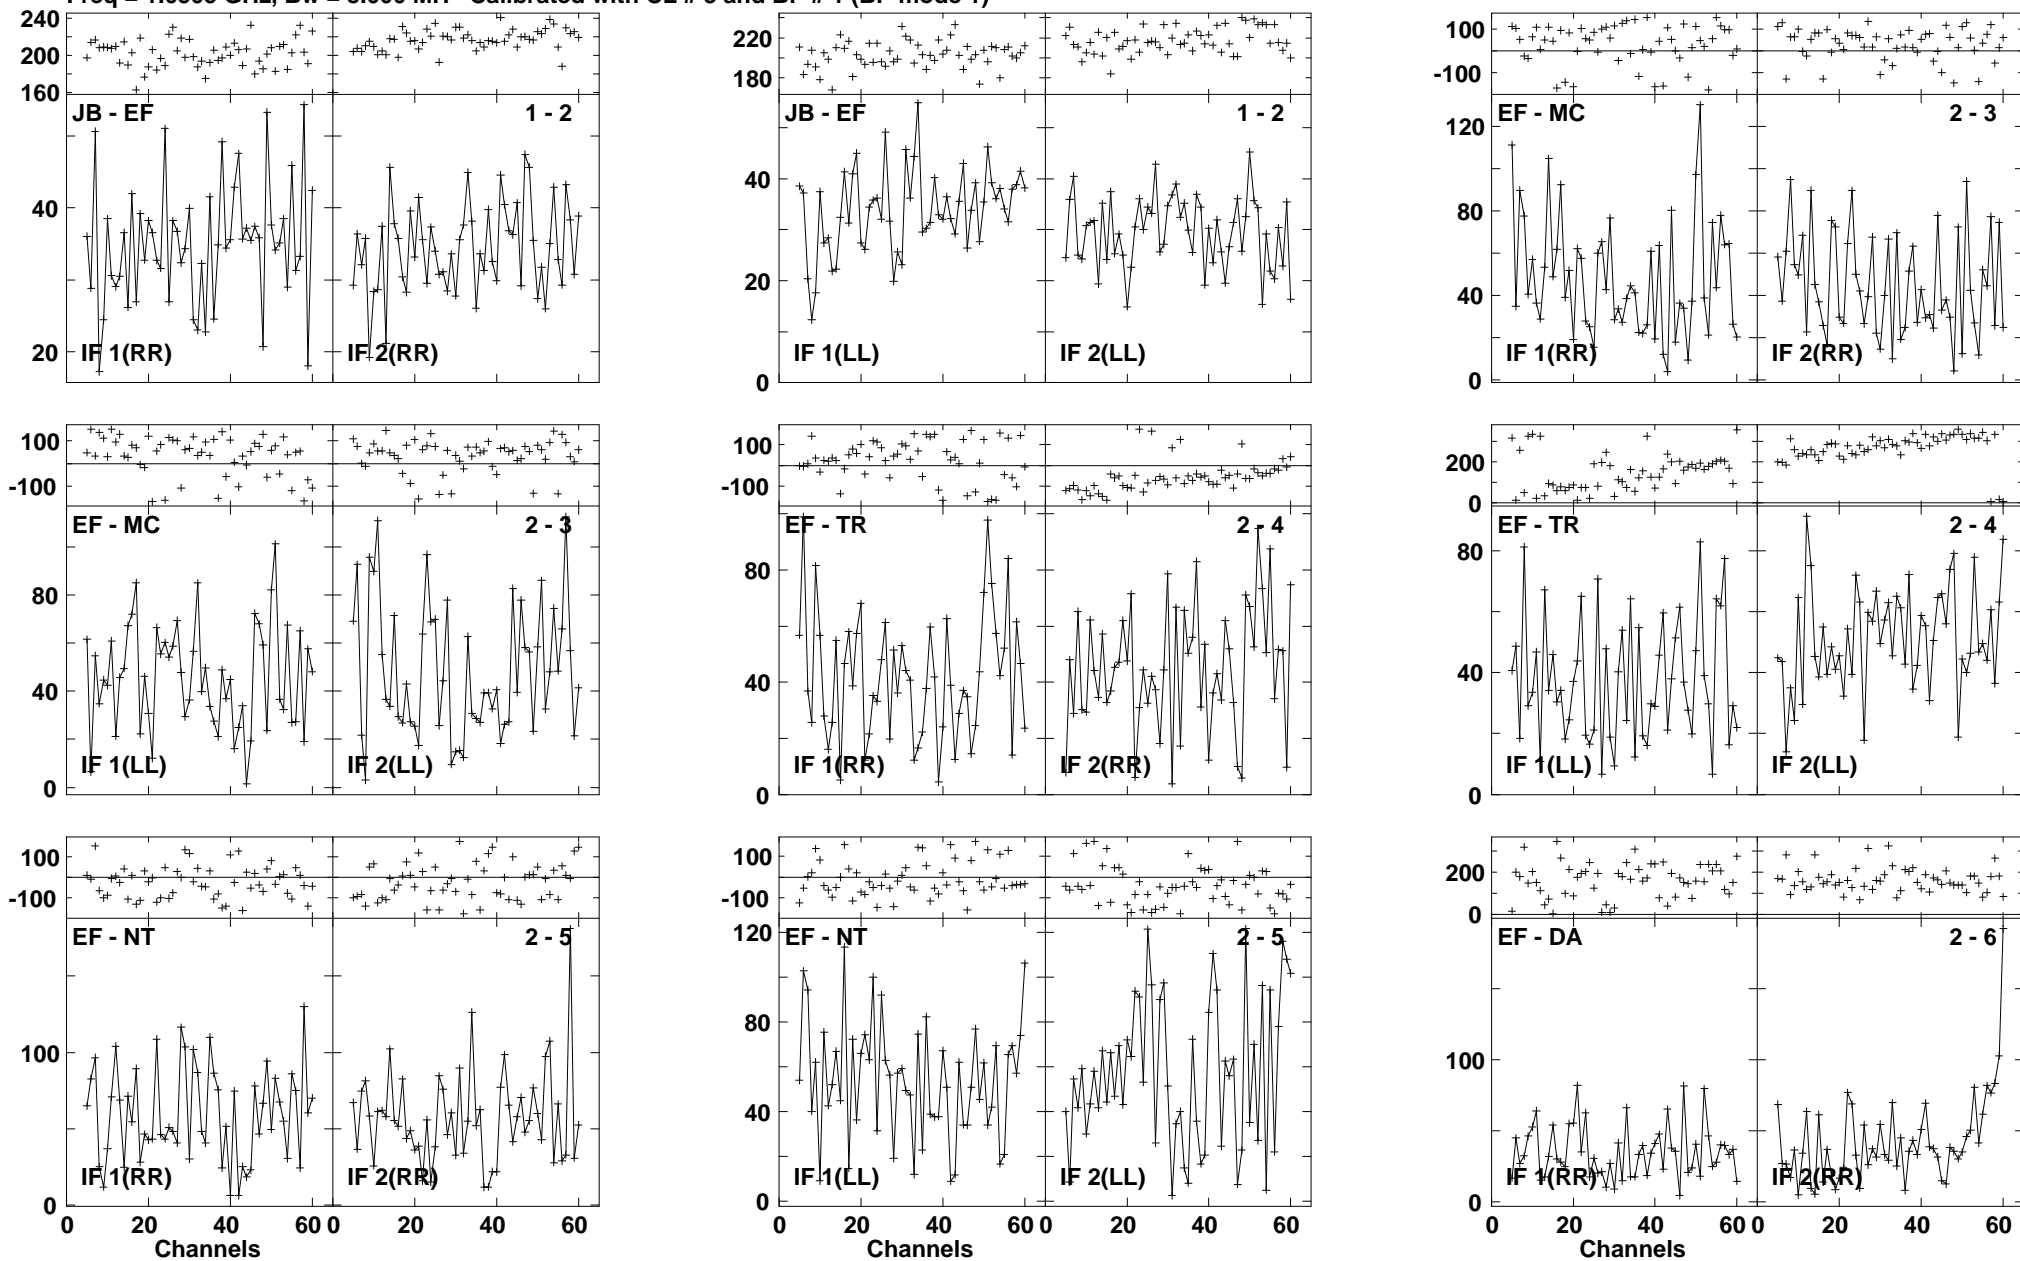 240
200
160
220
180
100
-100
JB - EF
1 - 2
JB - EF
1 - 2
EF - MC
2 - 3
40
20
IF 1(RR)
IF 2(RR)
40
20
0
IF 1(LL)
IF 2(LL)
120
80
40
0
IF 1(RR)
IF 2(RR)
100
-100
100
-100
200
0
EF - MC
2 - 3
EF - TR
2 - 4
EF - TR
2 - 4
80
40
0
IF 1(LL)
IF 2(LL)
80
40
0
IF 1(RR)
IF 2(RR)
80
40
0
IF 1(LL)
IF 2(LL)
100
-100
100
-100
200
0
EF - NT
2 - 5
EF - NT
2 - 5
EF - DA
2 - 6
100
0
IF 1(RR)
IF 2(RR)
120
80
40
0
IF 1(LL)
IF 2(LL)
100
0
IF 1(RR)
IF 2(RR)
0 20 40 60 0 20 40 60
0 20 40 60 0 20 40 60
0 20 40 60 0 20 40 60
Channels
Channels
Channels